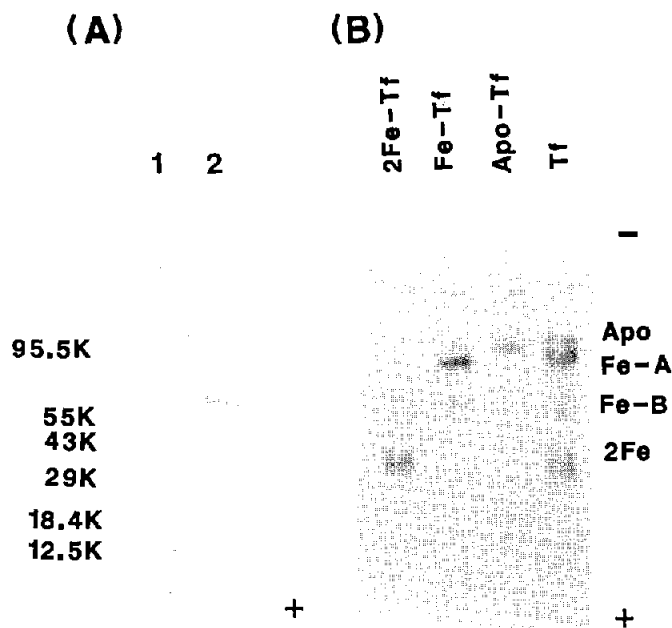 (A)
(B)
1 2
2Fe-Tf
Fe-Tf
Apo-Tf
Tf
−
95.5K
55K
43K
29K
18.4K
12.5K
+
Apo
Fe-A
Fe-B
2Fe
+